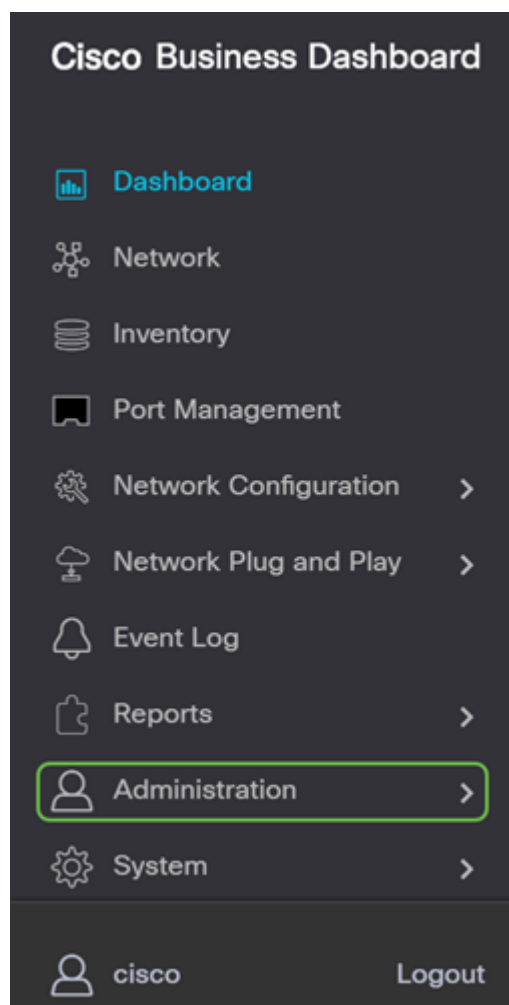 Cisco Business Dashboard
Dashboard
Network
Inventory
Port Management
Network Configuration
Network Plug and Play
Event Log
Reports
Administration
System
cisco Logout